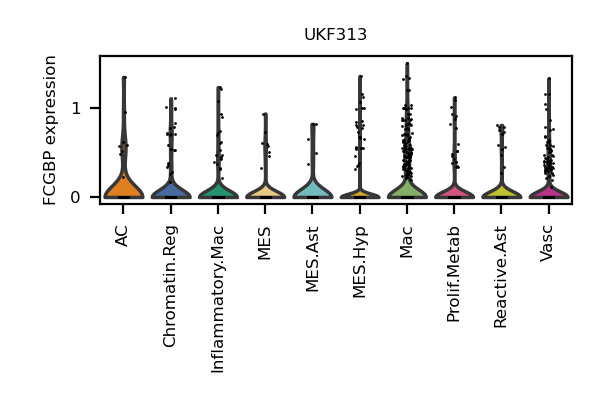 UKF313
FCGBP expression
1
0
AC
Chromatin.Reg
Inflammatory.Mac
MES
MES.Ast
MES.Hyp
Mac
Prolif.Metab
Reactive.Ast
Vasc